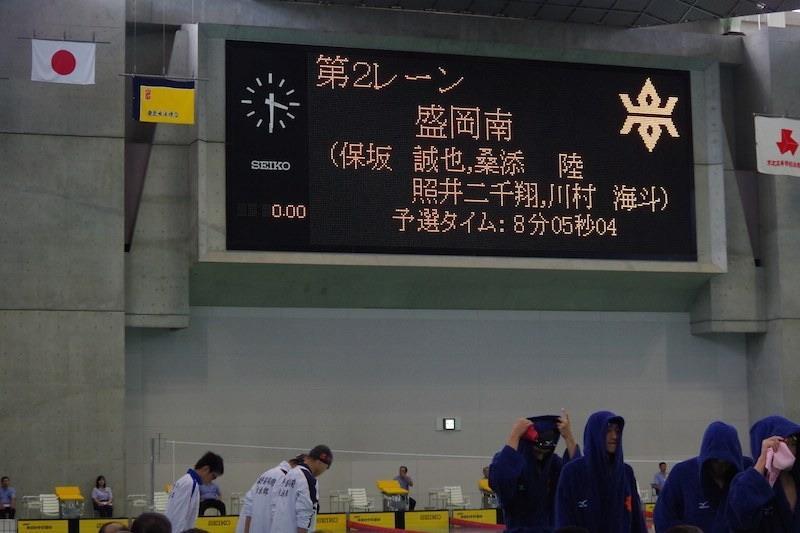 第2レーン
盛岡南
(保坂 誠也,桑添 陸
照井二千翔,川村 海斗)
予選タイム:8分05秒04
SEIKO
0.00
SEIKO